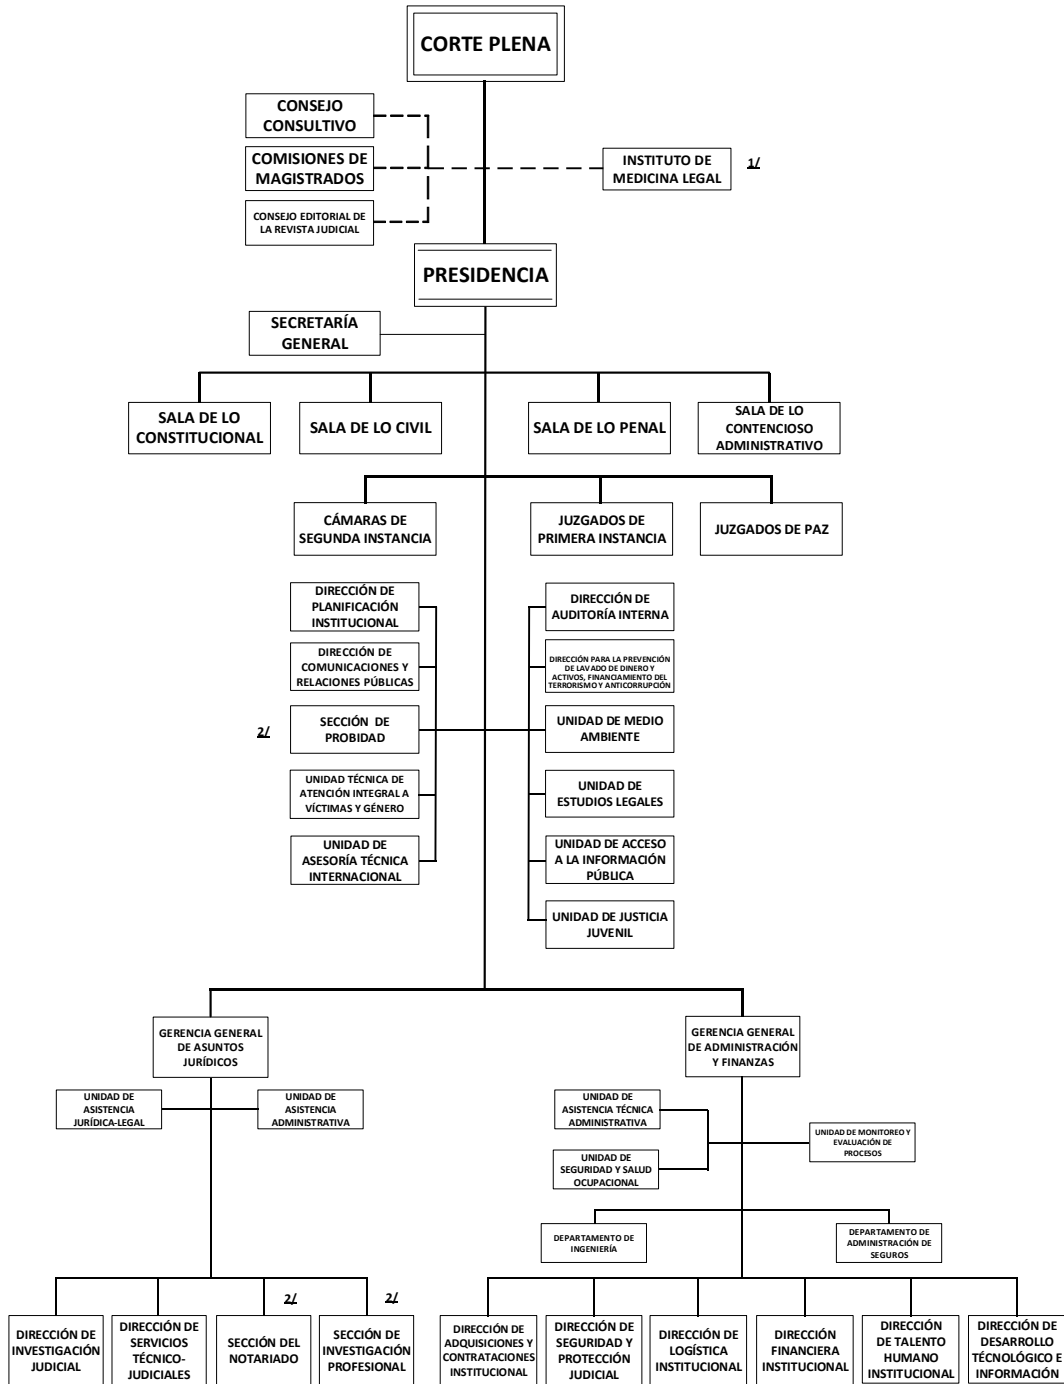 CORTE PLENA
CONSEJO
CONSULTIVO
COMISIONES DE
MAGISTRADOS
CONSEJO EDITORIAL DE
LA REVISTA JUDICIAL
INSTITUTO DE
MEDICINA LEGAL
1/
PRESIDENCIA
SECRETARÍA
GENERAL
SALA DE LO
CONSTITUCIONAL
SALA DE LO CIVIL
SALA DE LO PENAL
SALA DE LO
CONTENCIOSO
ADMINISTRATIVO
CÁMARAS DE
SEGUNDA INSTANCIA
JUZGADOS DE
PRIMERA INSTANCIA
JUZGADOS DE PAZ
DIRECCIÓN DE
PLANIFICACIÓN
INSTITUCIONAL
DIRECCIÓN DE
COMUNICACIONES Y
RELACIONES PÚBLICAS
2/
SECCIÓN DE
PROBIDAD
UNIDAD TÉCNICA DE
ATENCIÓN INTEGRAL A
VÍCTIMAS Y GÉNERO
UNIDAD DE
ASESORÍA TÉCNICA
INTERNACIONAL
DIRECCIÓN DE
AUDITORÍA INTERNA
DIRECCIÓN PARA LA PREVENCIÓN
DE LAVADO DE DINERO Y
ACTIVOS, FINANCIAMIENTO DEL
TERRORISMO Y ANTICORRUPCIÓN
UNIDAD DE MEDIO
AMBIENTE
UNIDAD DE
ESTUDIOS LEGALES
UNIDAD DE ACCESO
A LA INFORMACIÓN
PÚBLICA
UNIDAD DE JUSTICIA
JUVENIL
GERENCIA GENERAL
DE ASUNTOS
JURÍDICOS
UNIDAD DE
ASISTENCIA
JURÍDICA-LEGAL
UNIDAD DE
ASISTENCIA
ADMINISTRATIVA
GERENCIA GENERAL
DE ADMINISTRACIÓN
Y FINANZAS
UNIDAD DE
ASISTENCIA TÉCNICA
ADMINISTRATIVA
UNIDAD DE
SEGURIDAD Y SALUD
OCUPACIONAL
UNIDAD DE MONITOREO Y
EVALUACIÓN DE
PROCESOS
DEPARTAMENTO DE
INGENIERÍA
DEPARTAMENTO DE
ADMINISTRACIÓN DE
SEGUROS
DIRECCIÓN DE
INVESTIGACIÓN
JUDICIAL
DIRECCIÓN DE
SERVICIOS
TÉCNICO-
JUDICIALES
2/
SECCIÓN DEL
NOTARIADO
2/
SECCIÓN DE
INVESTIGACIÓN
PROFESIONAL
DIRECCIÓN DE
ADQUISICIONES Y
CONTRATACIONES
INSTITUCIONAL
DIRECCIÓN DE
SEGURIDAD Y
PROTECCIÓN
JUDICIAL
DIRECCIÓN DE
LOGÍSTICA
INSTITUCIONAL
DIRECCIÓN
FINANCIERA
INSTITUCIONAL
DIRECCIÓN
DE TALENTO
HUMANO
INSTITUCIONAL
DIRECCIÓN DE
DESARROLLO
TÉCNOLÓGICO E
INFORMACIÓN